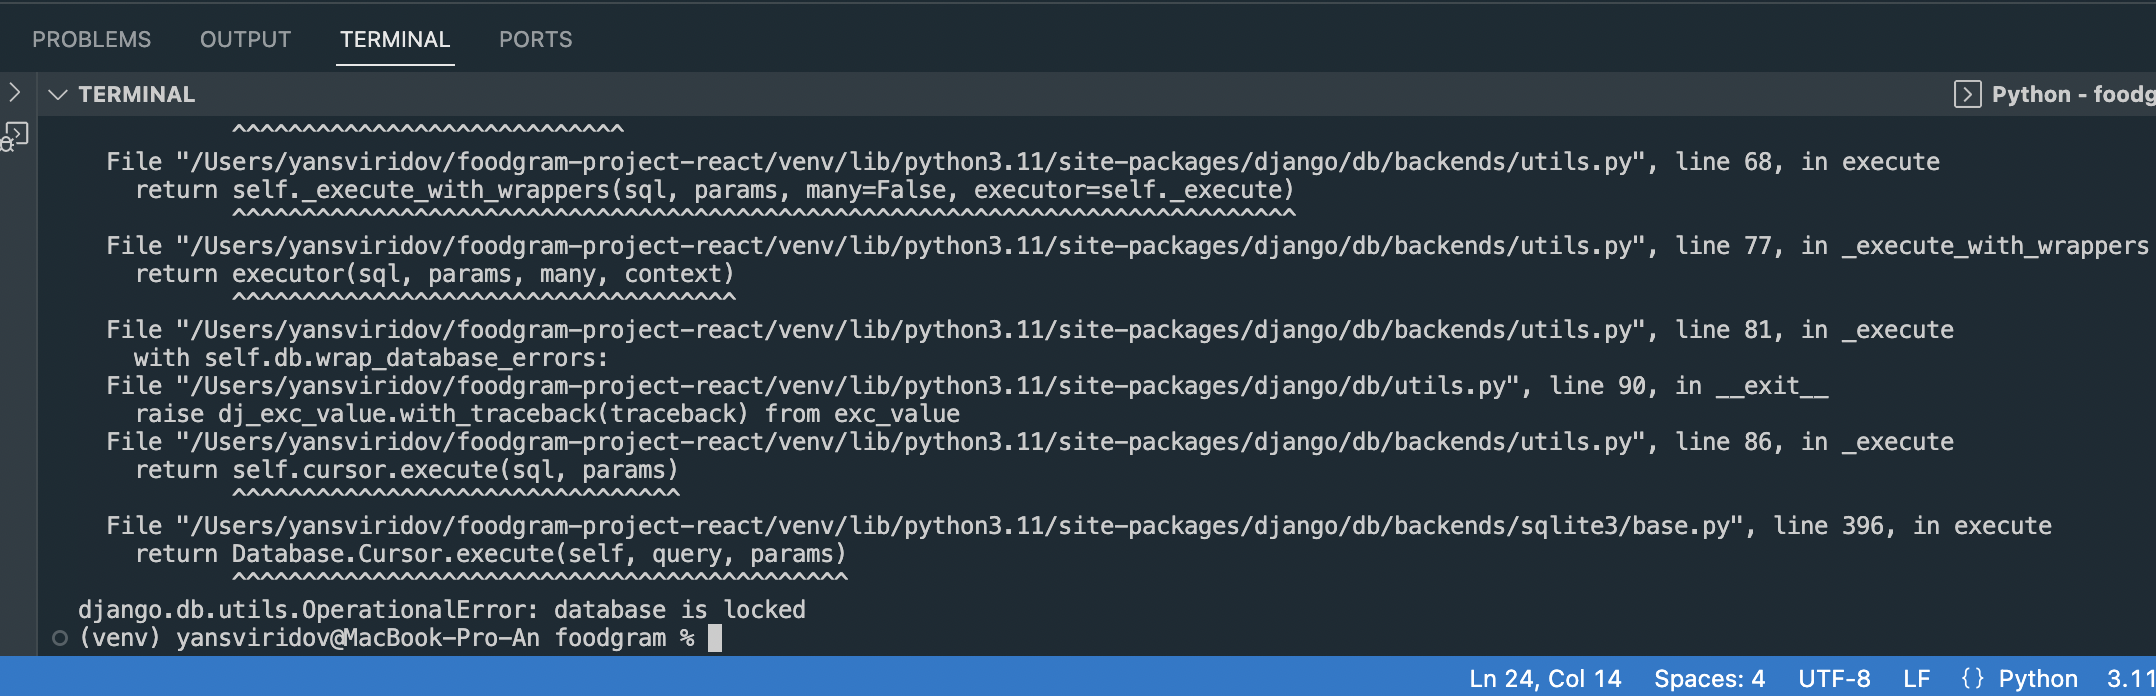 PROBLEMS OUTPUT TERMINAL PORTS
TERMINAL
Python - foodg
^^^^^^^^^^^^^^^^^^^^^^^^^^^^
File "/Users/yansviridov/foodgram-project-react/venv/lib/python3.11/site-packages/django/db/backends/utils.py", line 68, in execute
return self._execute_with_wrappers(sql, params, many=False, executor=self._execute)
^^^^^^^^^^^^^^^^^^^^^^^^^^^^^^^^^^^^^^^^^^^^^^^^^^^^^^^^^^^^^^^^^^^^^^^^^^^^
File "/Users/yansviridov/foodgram-project-react/venv/lib/python3.11/site-packages/django/db/backends/utils.py", line 77, in _execute_with_wrappers
return executor(sql, params, many, context)
^^^^^^^^^^^^^^^^^^^^^^^^^^^^^^^^^^^^
File "/Users/yansviridov/foodgram-project-react/venv/lib/python3.11/site-packages/django/db/backends/utils.py", line 81, in _execute
with self.db.wrap_database_errors:
File "/Users/yansviridov/foodgram-project-react/venv/lib/python3.11/site-packages/django/db/utils.py", line 90, in __exit__
raise dj_exc_value.with_traceback(traceback) from exc_value
File "/Users/yansviridov/foodgram-project-react/venv/lib/python3.11/site-packages/django/db/backends/utils.py", line 86, in _execute
return self.cursor.execute(sql, params)
^^^^^^^^^^^^^^^^^^^^^^^^^^^^^^^^
File "/Users/yansviridov/foodgram-project-react/venv/lib/python3.11/site-packages/django/db/backends/sqlite3/base.py", line 396, in execute
return Database.Cursor.execute(self, query, params)
^^^^^^^^^^^^^^^^^^^^^^^^^^^^^^^^^^^^^^^^^^^^
django.db.utils.OperationalError: database is locked
(venv) yansviridov@MacBook-Pro-An foodgram %
Ln 24, Col 14 Spaces: 4 UTF-8 LF {} Python 3.11